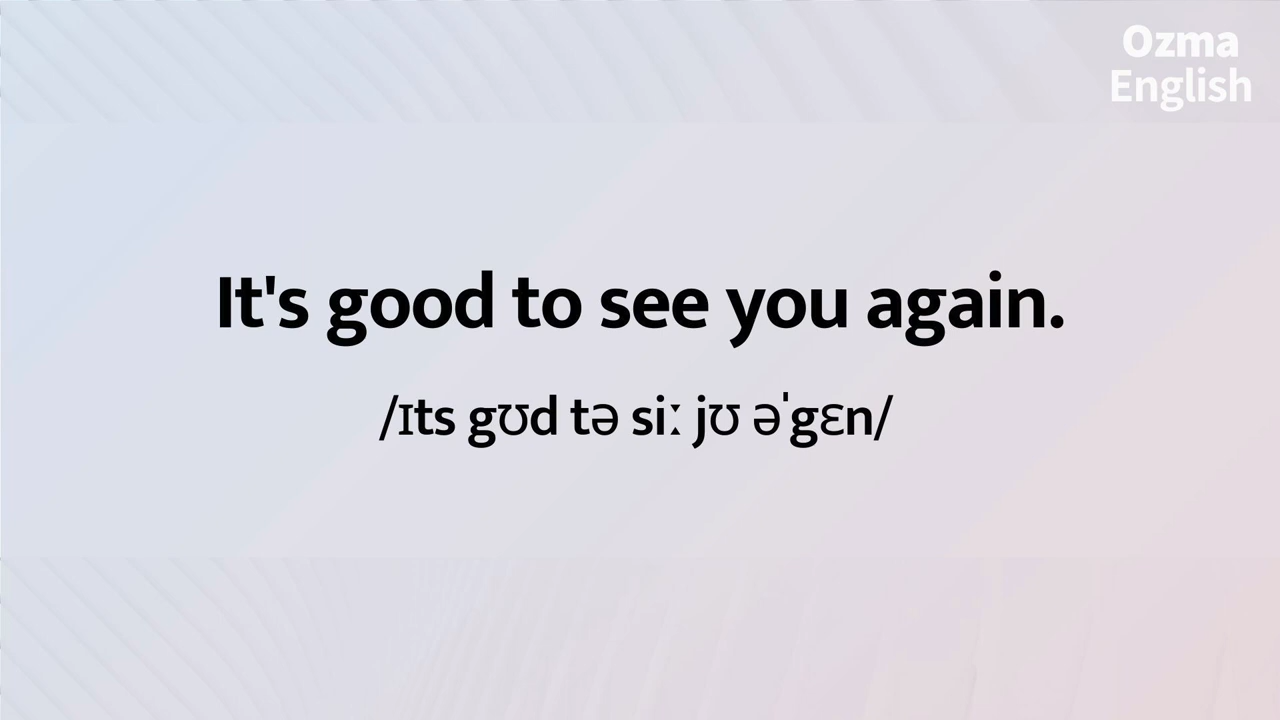 Ozma
English
It's good to see you again.
/ɪts gʊd tə siː jʊ əˈgɛn/